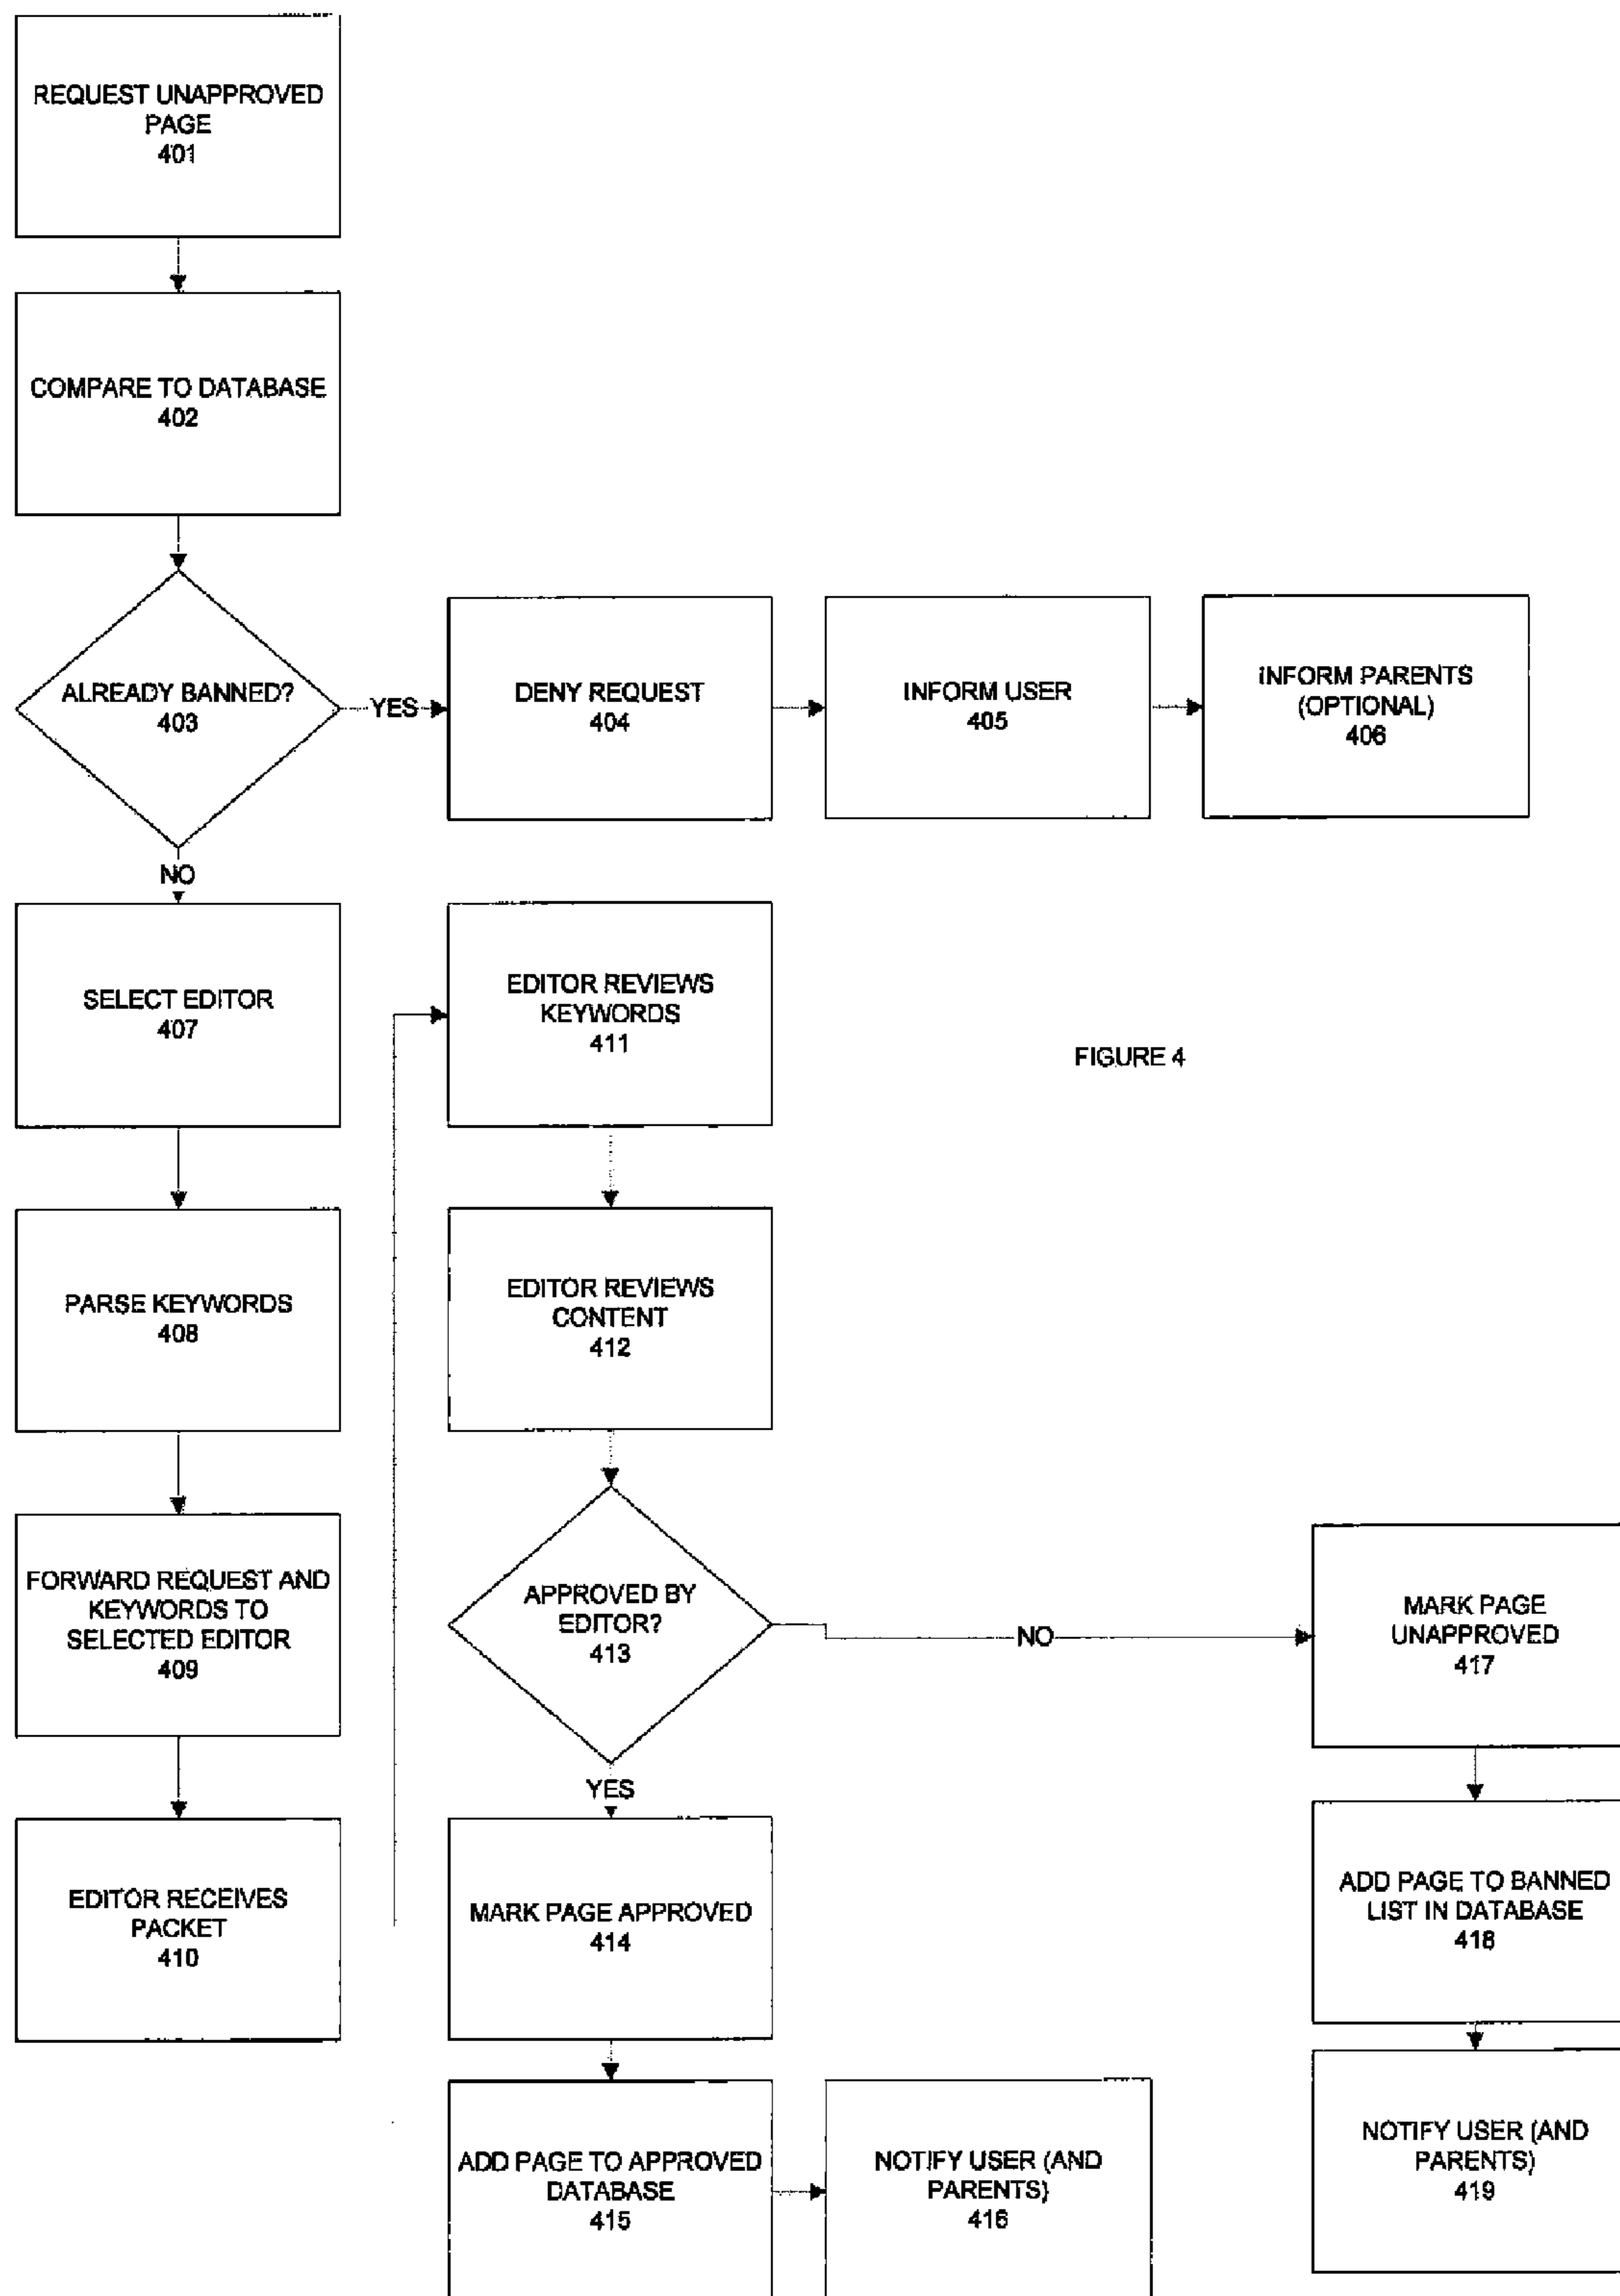 REQUEST UNAPPROVED
PAGE
401
COMPARE TO DATABASE
402
ALREADY BANNED?
403
YES
DENY REQUEST
404
INFORM USER
405
INFORM PARENTS
(OPTIONAL)
406
NO
SELECT EDITOR
407
PARSE KEYWORDS
408
FORWARD REQUEST AND
KEYWORDS TO
SELECTED EDITOR
409
EDITOR RECEIVES
PACKET
410
EDITOR REVIEWS
KEYWORDS
411
FIGURE 4
EDITOR REVIEWS
CONTENT
412
APPROVED BY
EDITOR?
413
NO
YES
MARK PAGE APPROVED
414
ADD PAGE TO APPROVED
DATABASE
415
NOTIFY USER (AND
PARENTS)
416
MARK PAGE
UNAPPROVED
417
ADD PAGE TO BANNED
LIST IN DATABASE
418
NOTIFY USER (AND
PARENTS)
419